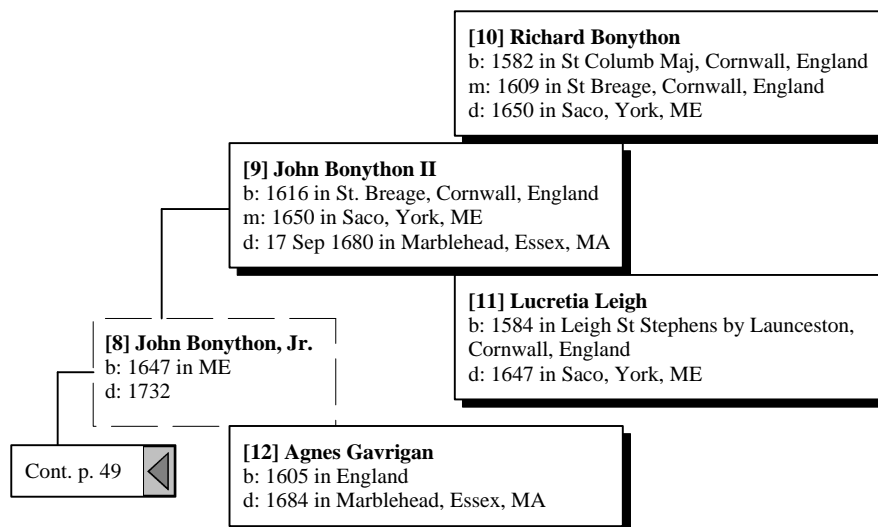 [10] Richard Bonython
b: 1582 in St Columb Maj, Cornwall, England
m: 1609 in St Breage, Cornwall, England
d: 1650 in Saco, York, ME
[9] John Bonython II
b: 1616 in St. Breage, Cornwall, England
m: 1650 in Saco, York, ME
d: 17 Sep 1680 in Marblehead, Essex, MA
[11] Lucretia Leigh
b: 1584 in Leigh St Stephens by Launceston,
Cornwall, England
d: 1647 in Saco, York, ME
[8] John Bonython, Jr.
b: 1647 in ME
d: 1732
[12] Agnes Gavrigan
b: 1605 in England
d: 1684 in Marblehead, Essex, MA
Cont. p. 49